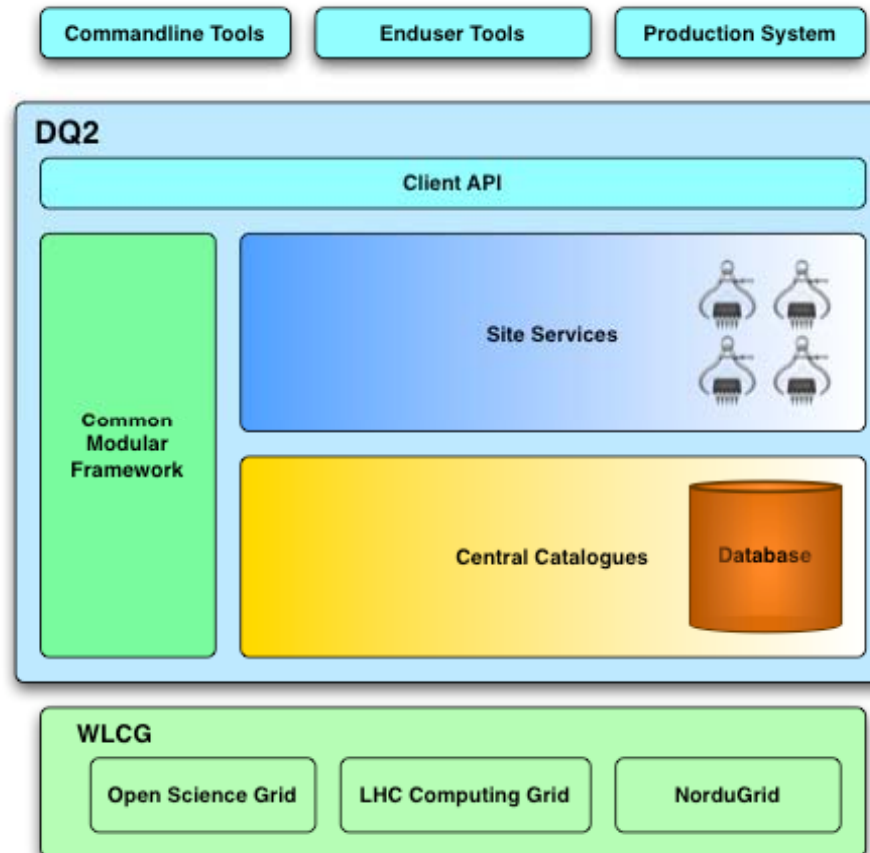 Commandline Tools
Enduser Tools
Production System
DQ2
Client API
Common
Modular
Framework
Site Services
Central Catalogues
Database
WLCG
Open Science Grid
LHC Computing Grid
NorduGrid